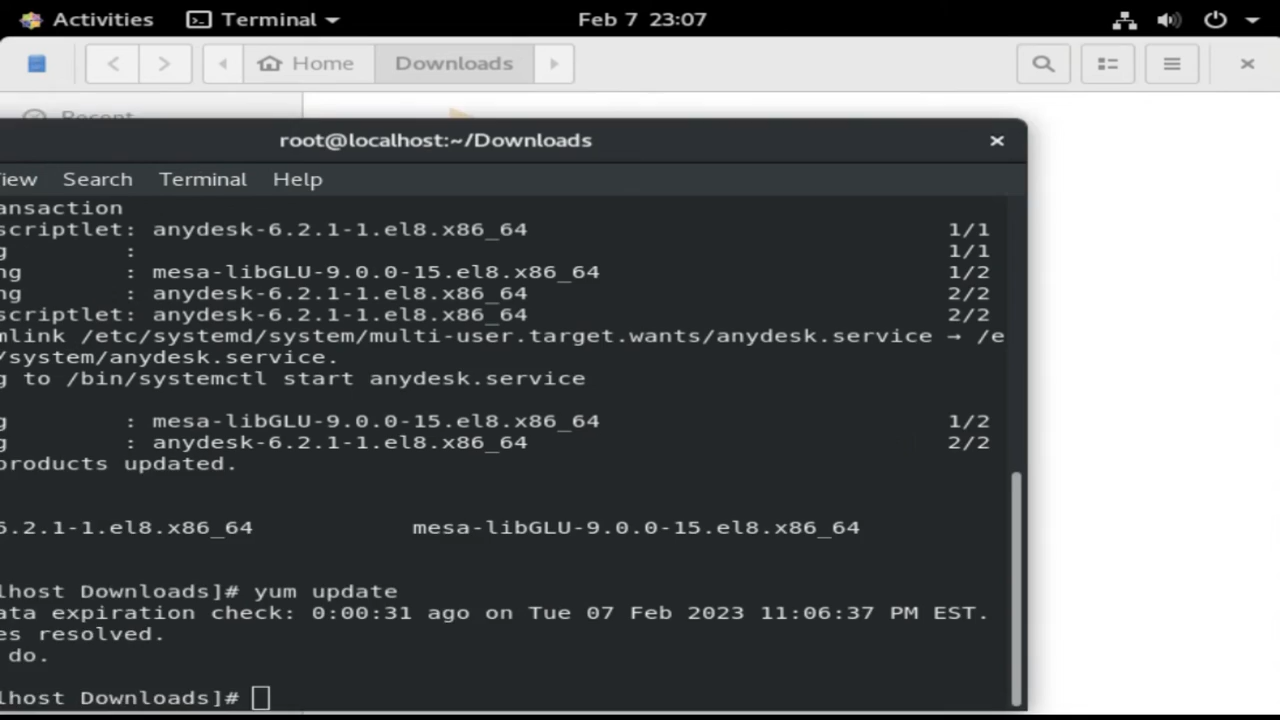 Activities
Terminal
Feb 7 23:07
Home
Downloads
Recent
root@localhost:~/Downloads
iew Search Terminal Help
ansaction
scriptlet: anydesk-6.2.1-1.el8.x86_64 1/1
g : 1/1
ng : mesa-libGLU-9.0.0-15.el8.x86_64 1/2
ng : anydesk-6.2.1-1.el8.x86_64 2/2
scriptlet: anydesk-6.2.1-1.el8.x86_64 2/2
mlink /etc/systemd/system/multi-user.target.wants/anydesk.service → /e
/system/anydesk.service.
g to /bin/systemctl start anydesk.service
g : mesa-libGLU-9.0.0-15.el8.x86_64 1/2
g : anydesk-6.2.1-1.el8.x86_64 2/2
products updated.
6.2.1-1.el8.x86_64 mesa-libGLU-9.0.0-15.el8.x86_64
lhost Downloads]# yum update
ata expiration check: 0:00:31 ago on Tue 07 Feb 2023 11:06:37 PM EST.
es resolved.
do.
lhost Downloads]#